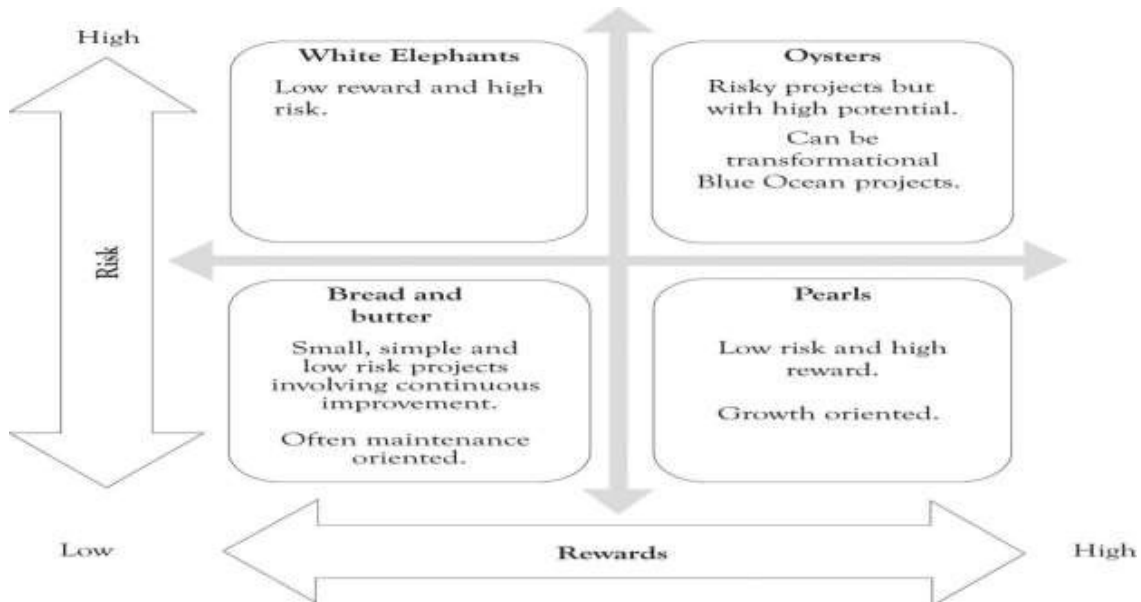 High
White Elephants
Low reward and high
risk.
Oysters
Risky projects but
with high potential.
Can be
transformational
Blue Ocean projects.
Risk
Bread and
butter
Small, simple and
low risk projects
involving continuous
improvement.
Often maintenance
oriented.
Pearls
Low risk and high
reward.
Growth oriented.
Low
Rewards
High